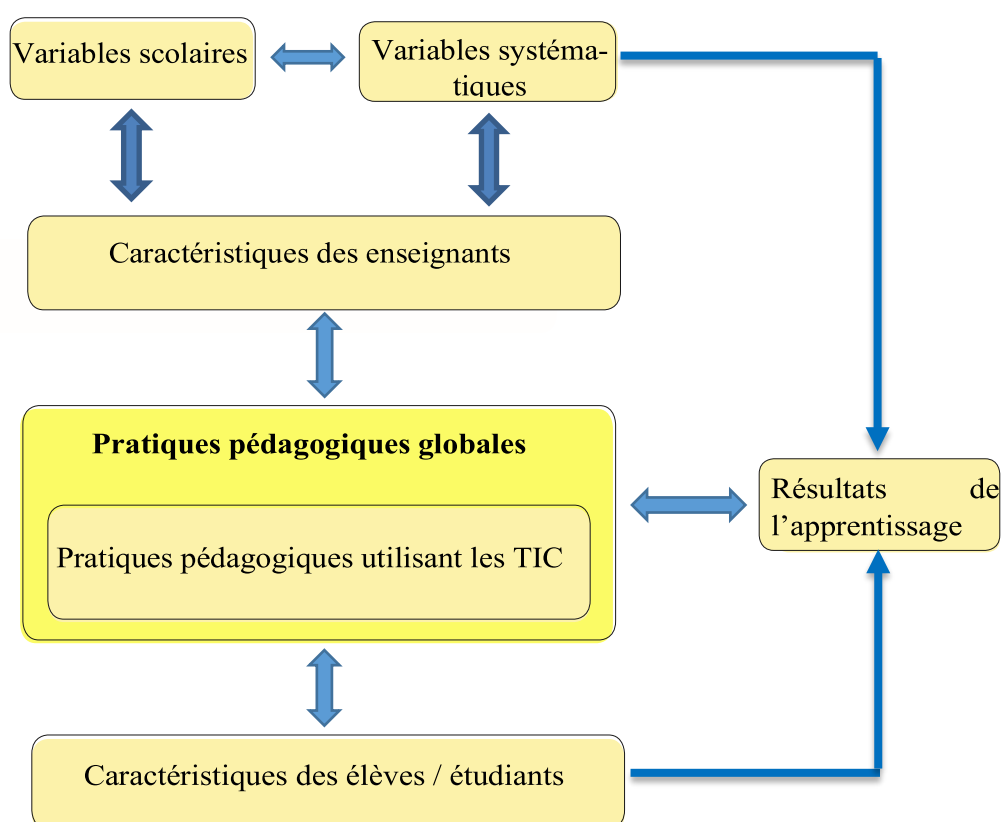 Variables scolaires
Variables systéma-
tiques
Caractéristiques des enseignants
Pratiques pédagogiques globales
Pratiques pédagogiques utilisant les TIC
Résultats de
l’apprentissage
Caractéristiques des élèves / étudiants